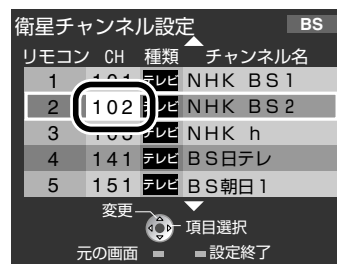 衛星チャンネル設定 BS
リモコン CH 種類 チャンネル名
1 101 テレビ NHK BS1
2 102 テレビ NHK BS2
3 103 テレビ NHK h
4 141 テレビ BS日テレ
5 151 テレビ BS朝日1
変更 項目選択
元の画面 設定終了